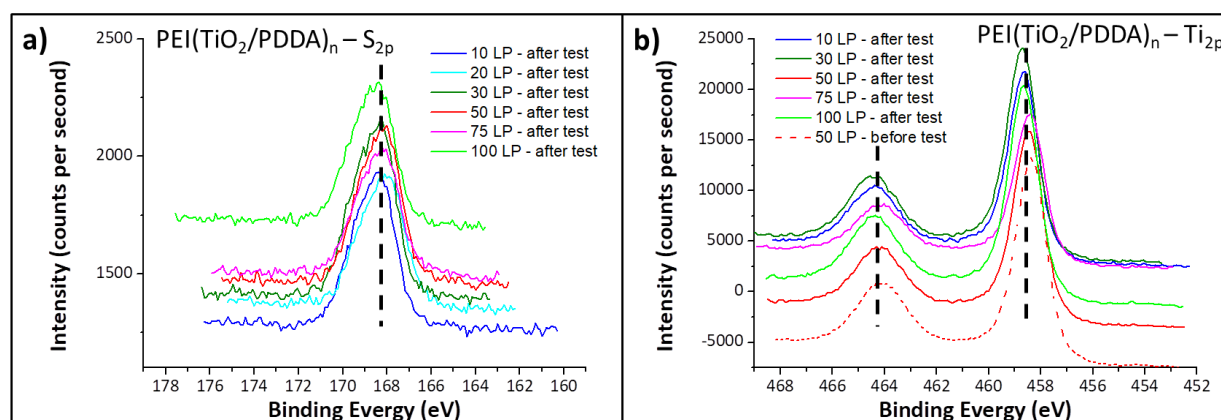 a)
PEI(TiO₂/PDDA)ₙ – S₂ₚ
10 LP - after test
20 LP - after test
30 LP - after test
50 LP - after test
75 LP - after test
100 LP - after test
2500
2000
1500
Intensity (counts per second)
178 176 174 172 170 168 166 164 162 160
Binding Evergy (eV)
b)
PEI(TiO₂/PDDA)ₙ – Ti₂ₚ
10 LP - after test
30 LP - after test
50 LP - after test
75 LP - after test
100 LP - after test
50 LP - before test
25000
20000
15000
10000
5000
0
-5000
Intensity (counts per second)
468 466 464 462 460 458 456 454 452
Binding Evergy (eV)